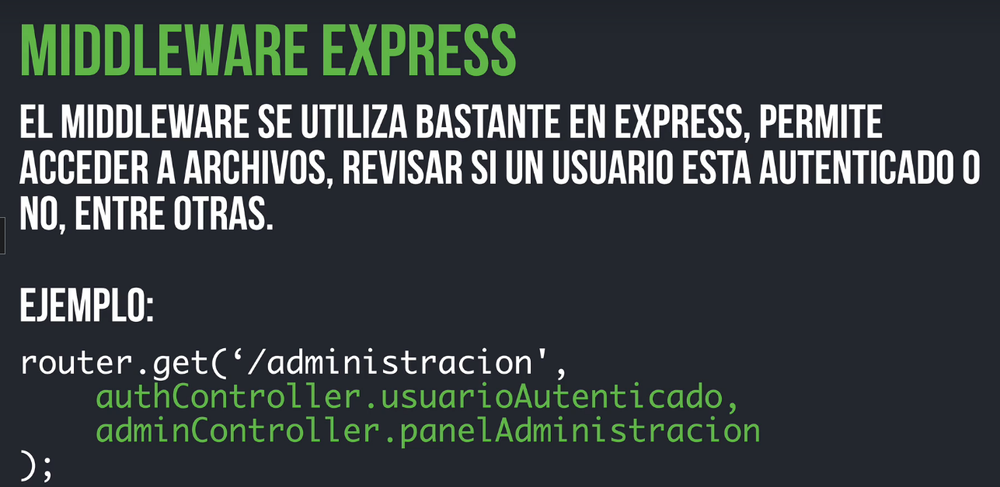 MIDDLEWARE EXPRESS
EL MIDDLEWARE SE UTILIZA BASTANTE EN EXPRESS, PERMITE
ACCEDER A ARCHIVOS, REVISAR SI UN USUARIO ESTA AUTENTICADO O
NO, ENTRE OTRAS.
EJEMPLO:
router.get(‘/administracion',
authController.usuarioAutenticado,
adminController.panelAdministracion
);